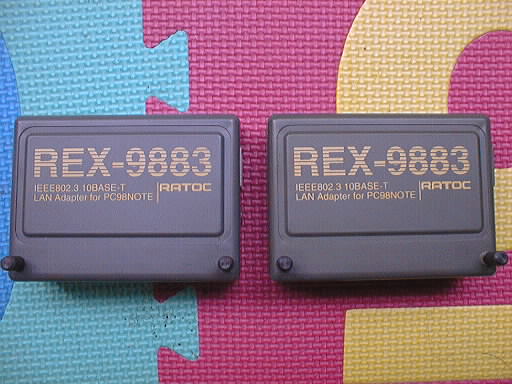 REX-9883
IEEE802.3 10BASE-T
LAN Adapter for PC98NOTE
RATOC
REX-9883
IEEE802.3 10BASE-T
LAN Adapter for PC98NOTE
RATOC